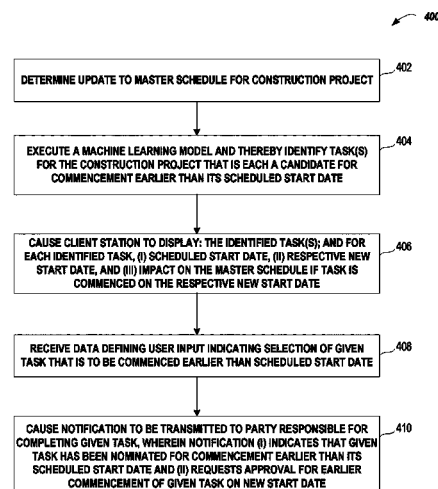 400
DETERMINE UPDATE TO MASTER SCHEDULE FOR CONSTRUCTION PROJECT
402
EXECUTE A MACHINE LEARNING MODEL AND THEREBY IDENTIFY TASK(S)
FOR THE CONSTRUCTION PROJECT THAT IS EACH A CANDIDATE FOR
COMMENCEMENT EARLIER THAN ITS SCHEDULED START DATE
404
CAUSE CLIENT STATION TO DISPLAY: THE IDENTIFIED TASK(S); AND FOR
EACH IDENTIFIED TASK, (I) SCHEDULED START DATE, (II) RESPECTIVE NEW
START DATE, AND (III) IMPACT ON THE MASTER SCHEDULE IF TASK IS
COMMENCED ON THE RESPECTIVE NEW START DATE
406
RECEIVE DATA DEFINING USER INPUT INDICATING SELECTION OF GIVEN
TASK THAT IS TO BE COMMENCED EARLIER THAN SCHEDULED START DATE
408
CAUSE NOTIFICATION TO BE TRANSMITTED TO PARTY RESPONSIBLE FOR
COMPLETING GIVEN TASK, WHEREIN NOTIFICATION (I) INDICATES THAT GIVEN
TASK HAS BEEN NOMINATED FOR COMMENCEMENT EARLIER THAN ITS
SCHEDULED START DATE AND (II) REQUESTS APPROVAL FOR EARLIER
COMMENCEMENT OF GIVEN TASK ON NEW START DATE
410